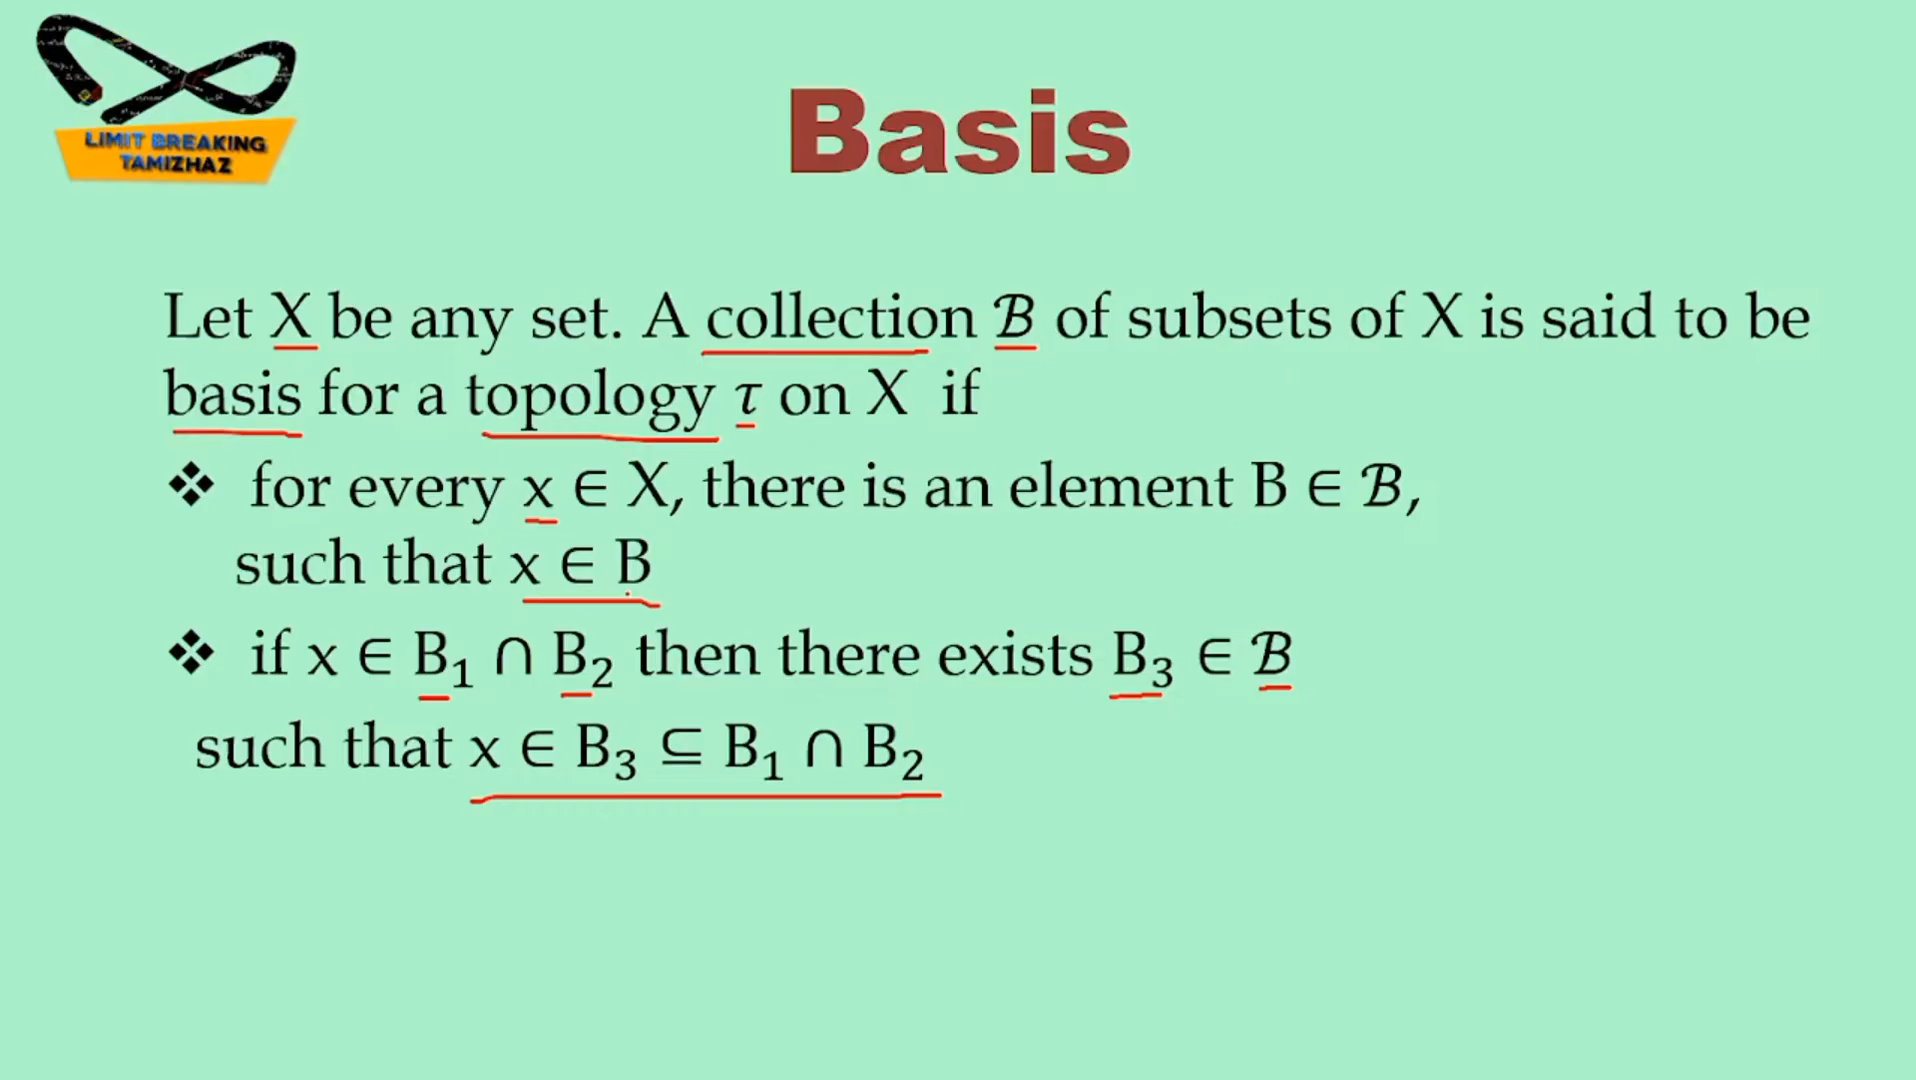 LIMIT BREAKING
TAMIZHAZ
Basis
Let X be any set. A collection ℬ of subsets of X is said to be
basis for a topology τ on X if
❖ for every x ∈ X, there is an element B ∈ ℬ,
such that x ∈ B
❖ if x ∈ B₁ ∩ B₂ then there exists B₃ ∈ ℬ
such that x ∈ B₃ ⊆ B₁ ∩ B₂